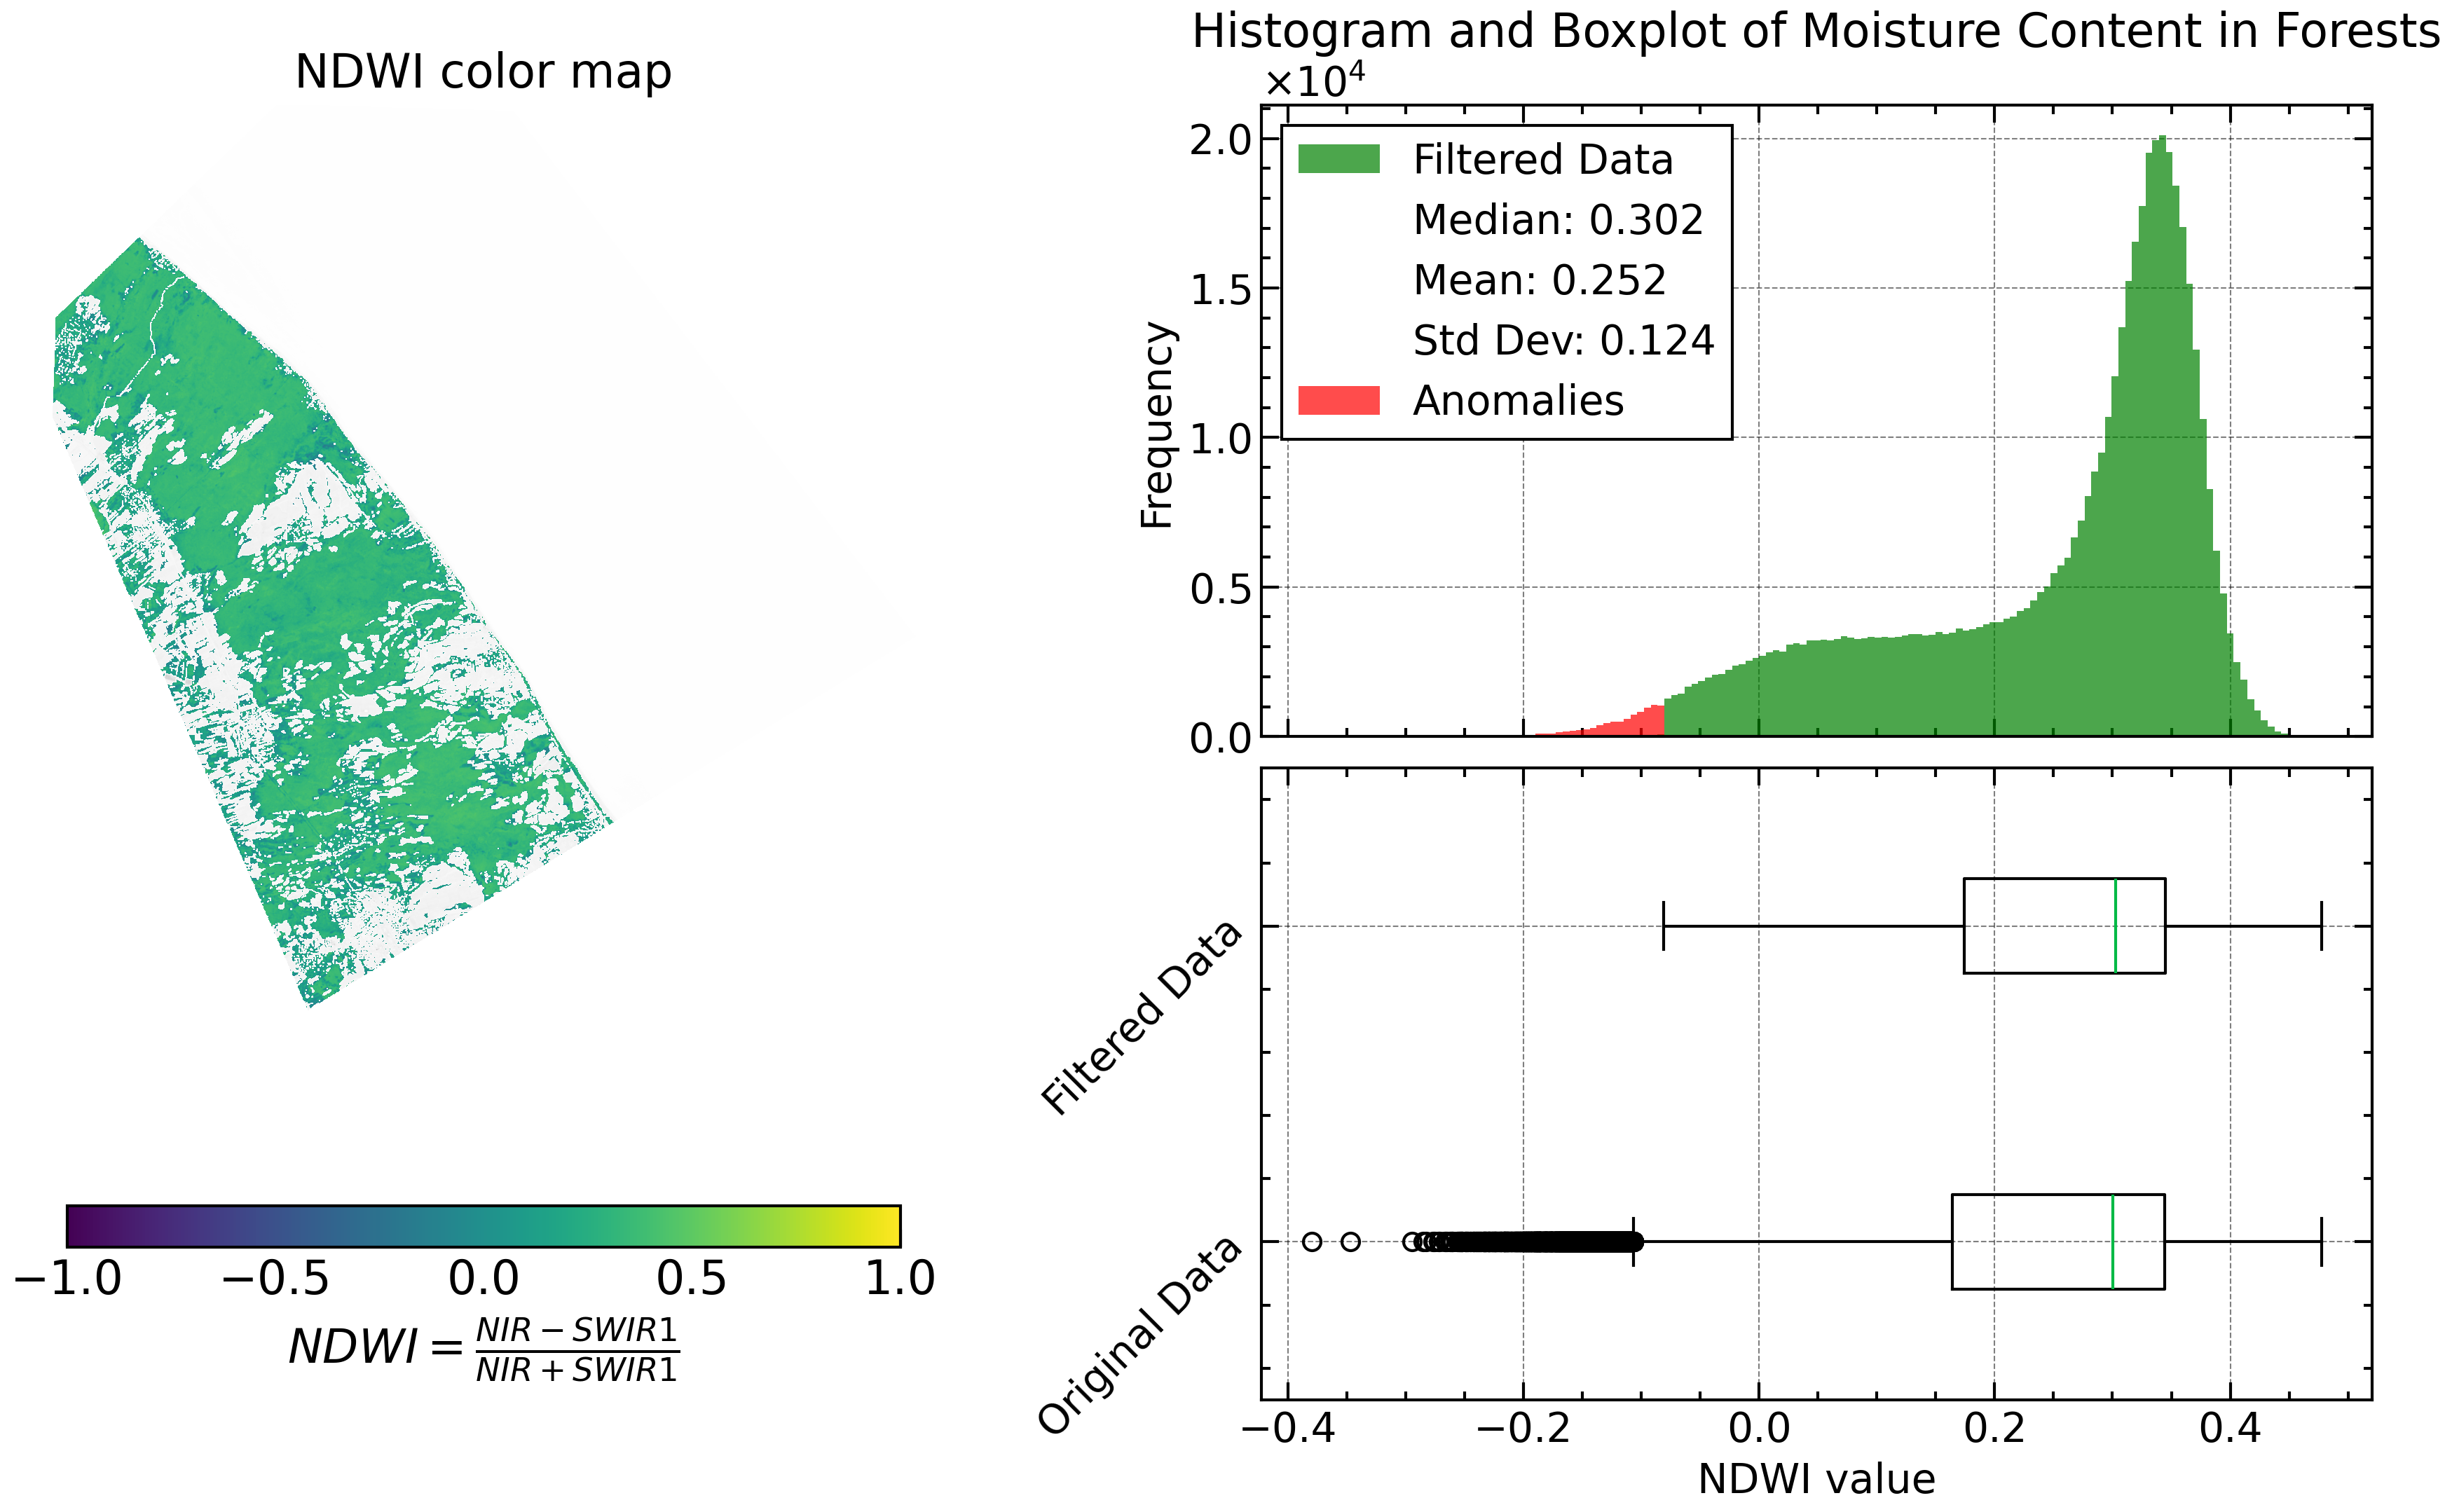 NDWI color map
−1.0 −0.5 0.0 0.5 1.0
NDWI = \frac{NIR − SWIR1}{NIR + SWIR1}
Histogram and Boxplot of Moisture Content in Forests
×10⁴
2.0
1.5
1.0
0.5
0.0
Frequency
Filtered Data
Median: 0.302
Mean: 0.252
Std Dev: 0.124
Anomalies
Filtered Data
Original Data
−0.4 −0.2 0.0 0.2 0.4
NDWI value